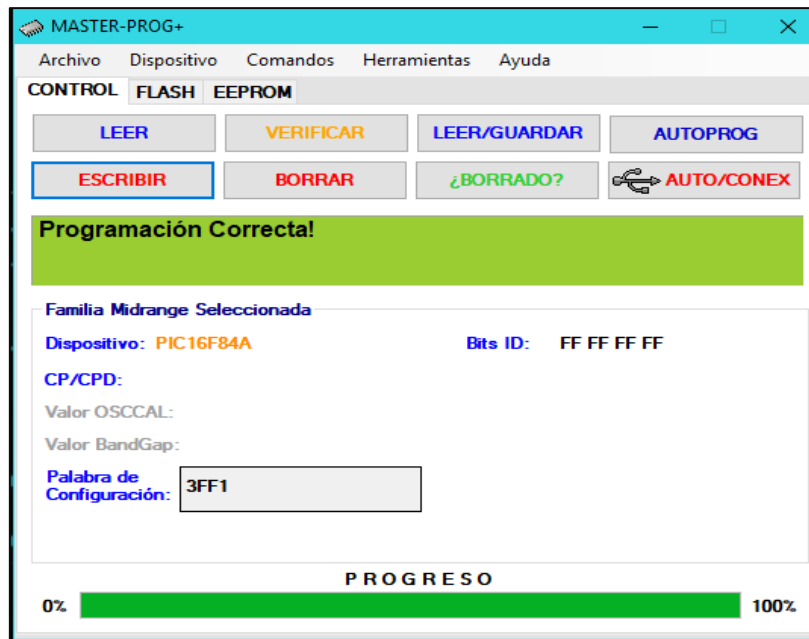 MASTER-PROG+
Archivo Dispositivo Comandos Herramientas Ayuda
CONTROL FLASH EEPROM
LEER VERIFICAR LEER/GUARDAR AUTOPROG
ESCRIBIR BORRAR ¿BORRADO? AUTO/CONEX
Programación Correcta!
Familia Midrange Seleccionada
Dispositivo: PIC16F84A Bits ID: FF FF FF FF
CP/CPD:
Valor OSCCAL:
Valor BandGap:
Palabra de
Configuración: 3FF1
PROGRESO
0% 100%